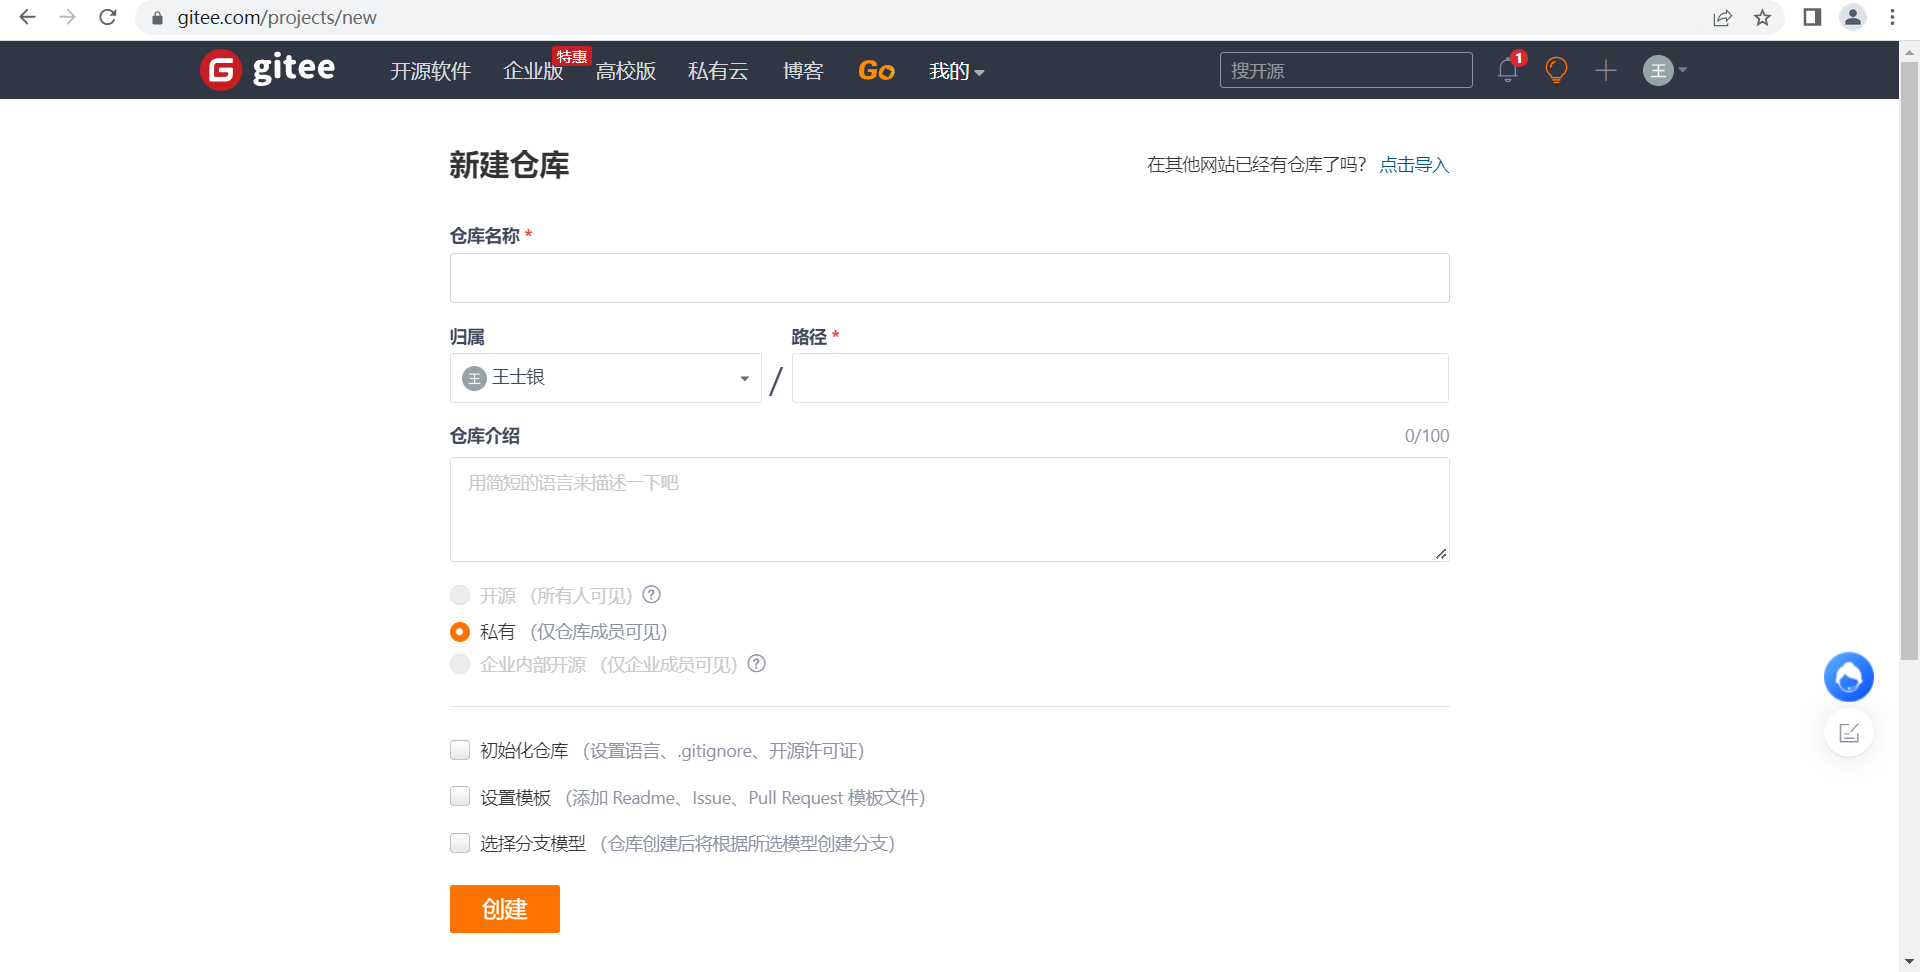 gitee.com/projects/new
gitee 开源软件 企业版 特惠 高校版 私有云 博客 Go 我的 搜开源 1 王
新建仓库 在其他网站已经有仓库了吗? 点击导入
仓库名称 *
归属 路径 *
王 王士银 /
仓库介绍 0/100
用简短的语言来描述一下吧
开源 (所有人可见) ?
私有 (仅仓库成员可见)
企业内部开源 (仅企业成员可见) ?
初始化仓库 (设置语言、.gitignore、开源许可证)
设置模板 (添加 Readme、Issue、Pull Request 模板文件)
选择分支模型 (仓库创建后将根据所选模型创建分支)
创建